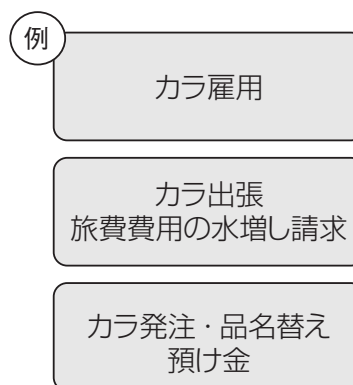 例
カラ雇用
カラ出張
旅費費用の水増し請求
カラ発注・品名替え
預け金